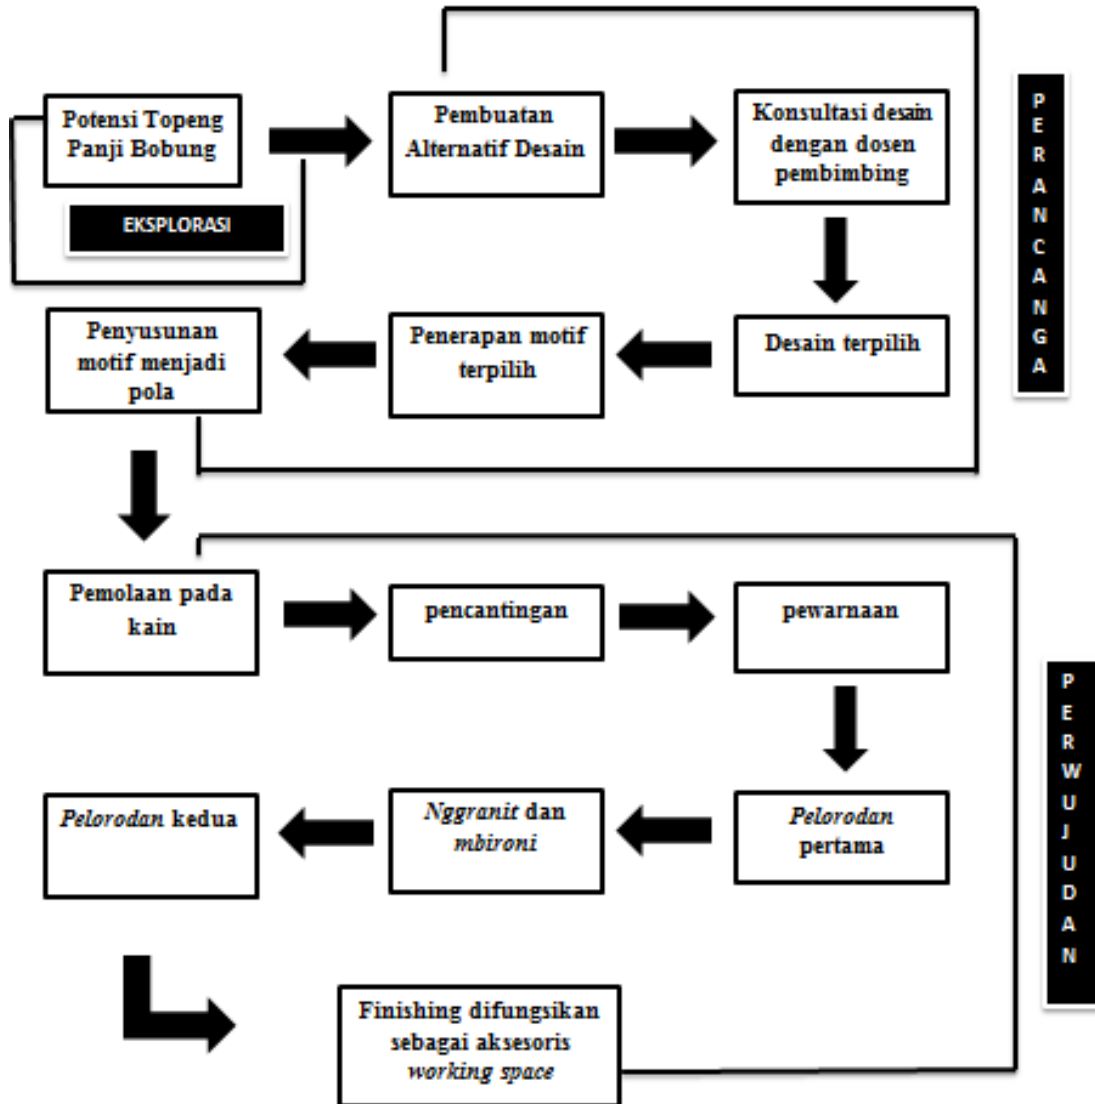 Potensi Topeng
Panji Bobung
EKSPLORASI
Pembuatan
Alternatif Desain
Konsultasi desain
dengan dosen
pembimbing
PERANCANGA
Penyusunan
motif menjadi
pola
Penerapan motif
terpilih
Desain terpilih
Pemolaan pada
kain
pencantingan
pewarnaan
PERWUJUDAN
Pelorodan kedua
Nggranit dan
mbironi
Pelorodan
pertama
Finishing difungsikan
sebagai aksesoris
working space